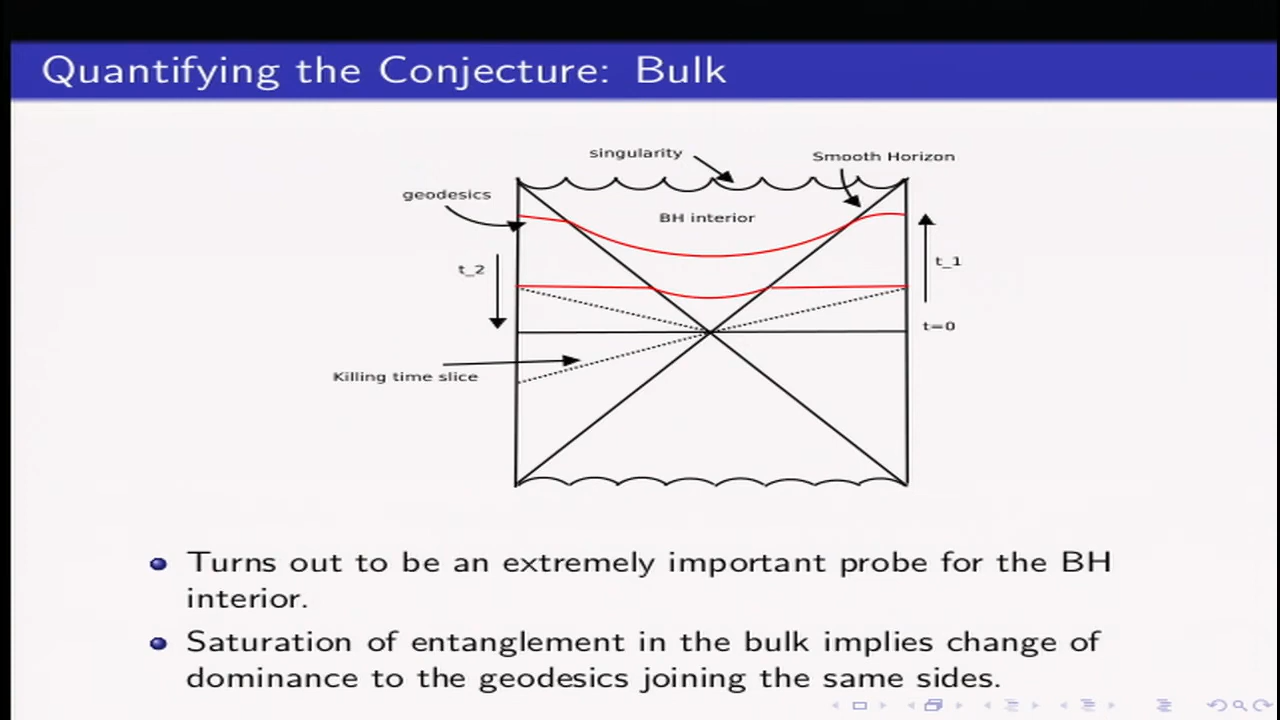 Quantifying the Conjecture: Bulk
singularity
Smooth Horizon
geodesics
BH interior
t_2
t_1
t=0
Killing time slice
Turns out to be an extremely important probe for the BH
interior.
Saturation of entanglement in the bulk implies change of
dominance to the geodesics joining the same sides.